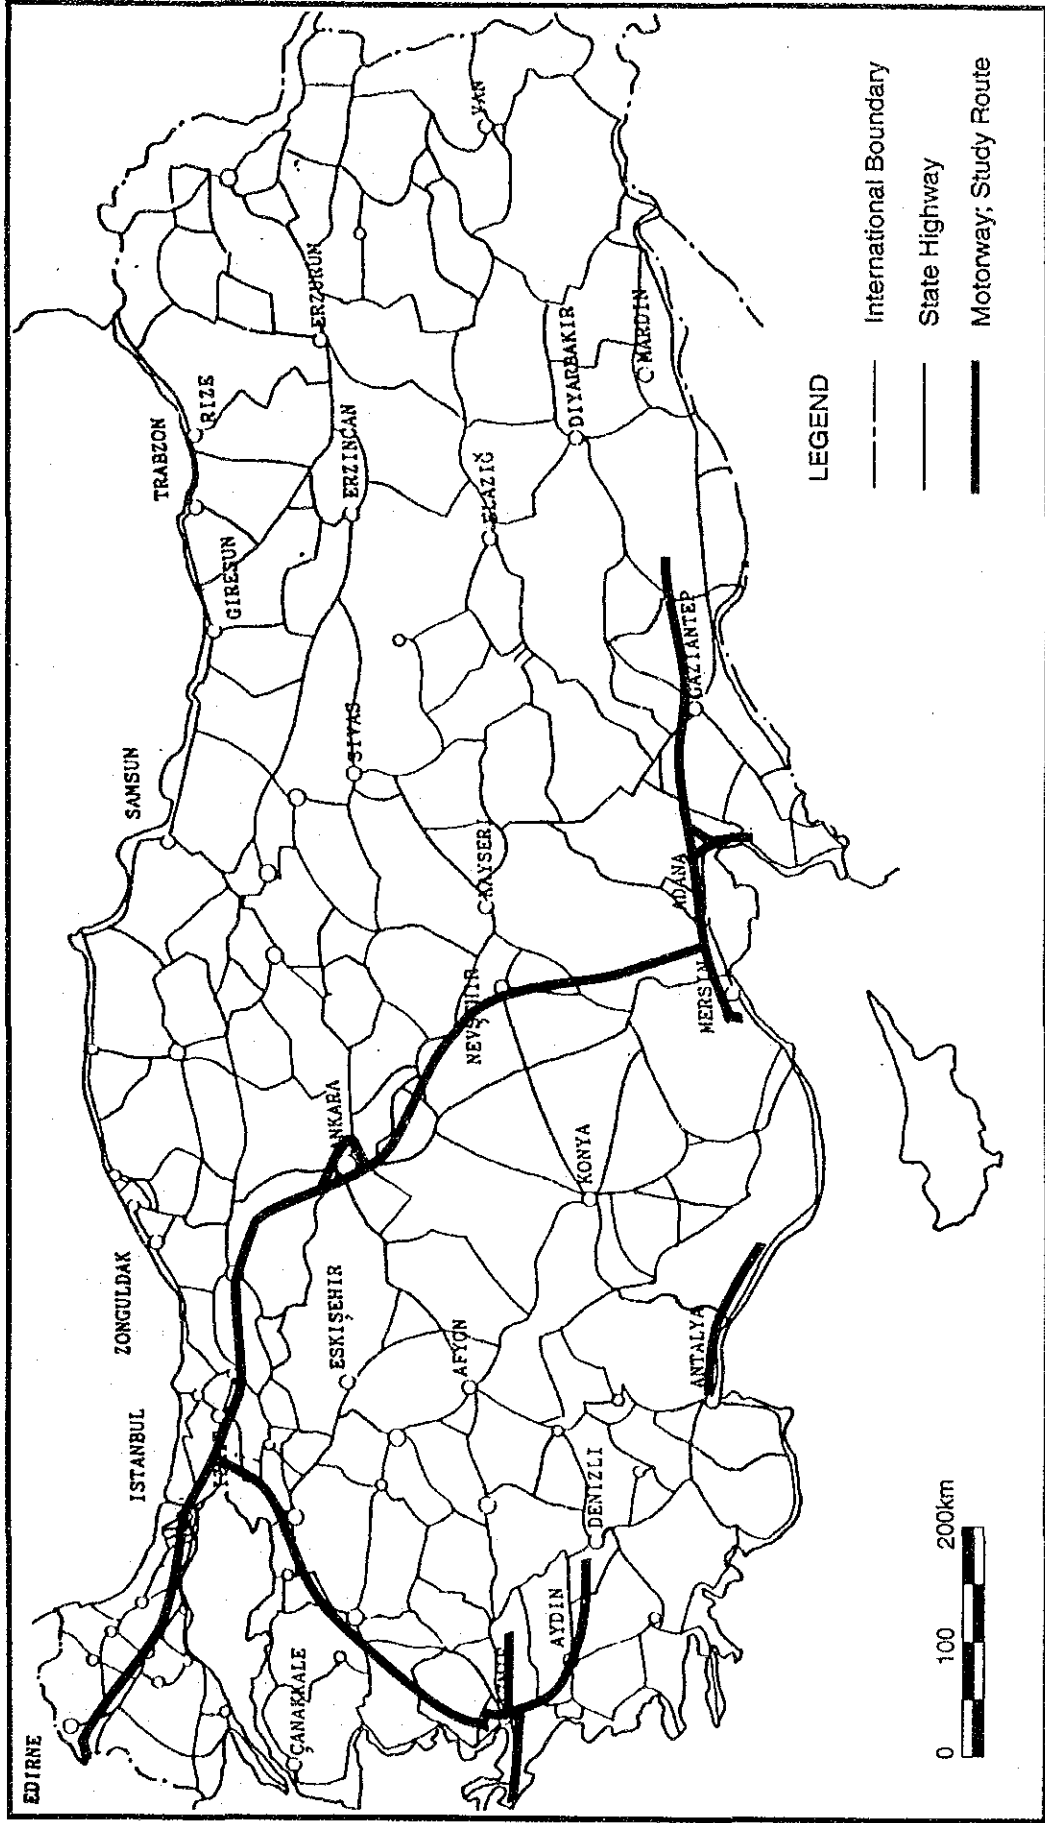 EDIRNE
ISTANBUL
ZONGULDAK
SAMSUN
GIRESUN
TRABZON
RIZE
ÇANAKKALE
ESKIŞEHIR
ANKARA
SIVAS
ERZINCAN
ERZURUN
AFYON
NEVŞEHIR
KAYSERI
ELAZIĞ
VAN
AYDIN
DENIZLI
KONYA
DIYARBAKIR
ANTALYA
MERSIN
ADANA
GAZIANTEP
MARDIN
LEGEND
International Boundary
State Highway
Motorway; Study Route
0 100 200km